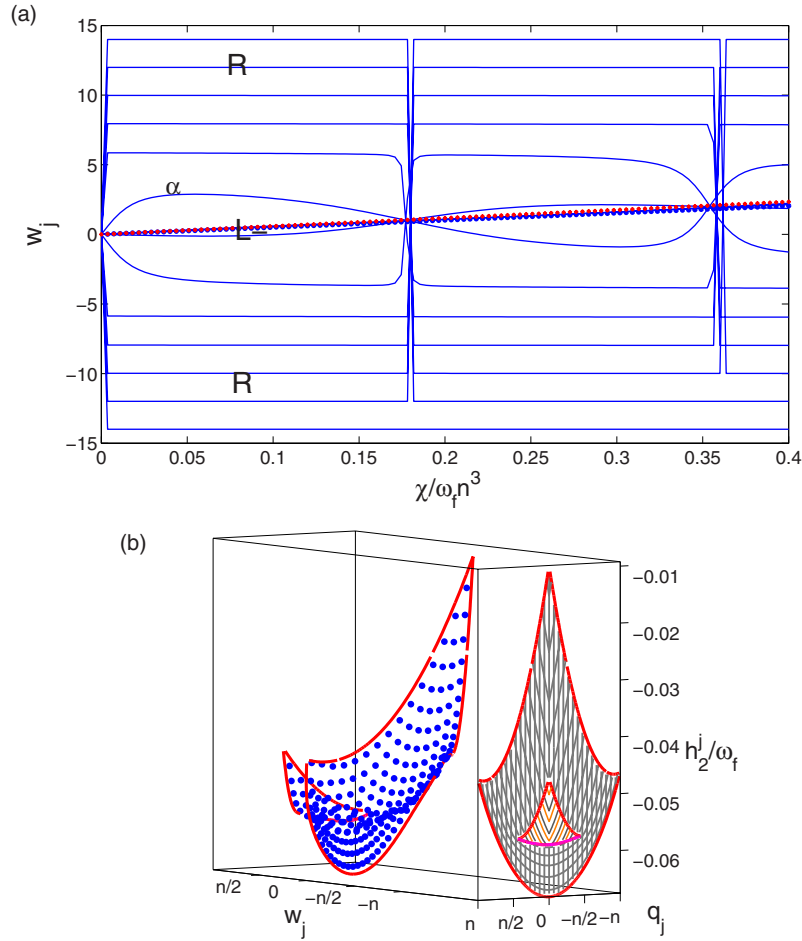 (a)
15
10
5
0
−5
−10
−15
w_j
R
α
L−
R
0 0.05 0.1 0.15 0.2 0.25 0.3 0.35 0.4
χ/ω_f n^3
(b)
−0.01
−0.02
−0.03
−0.04
h_2^j/ω_f
−0.05
−0.06
n/2 0 −n/2 −n
w_j
n n/2 0 −n/2 −n
q_j